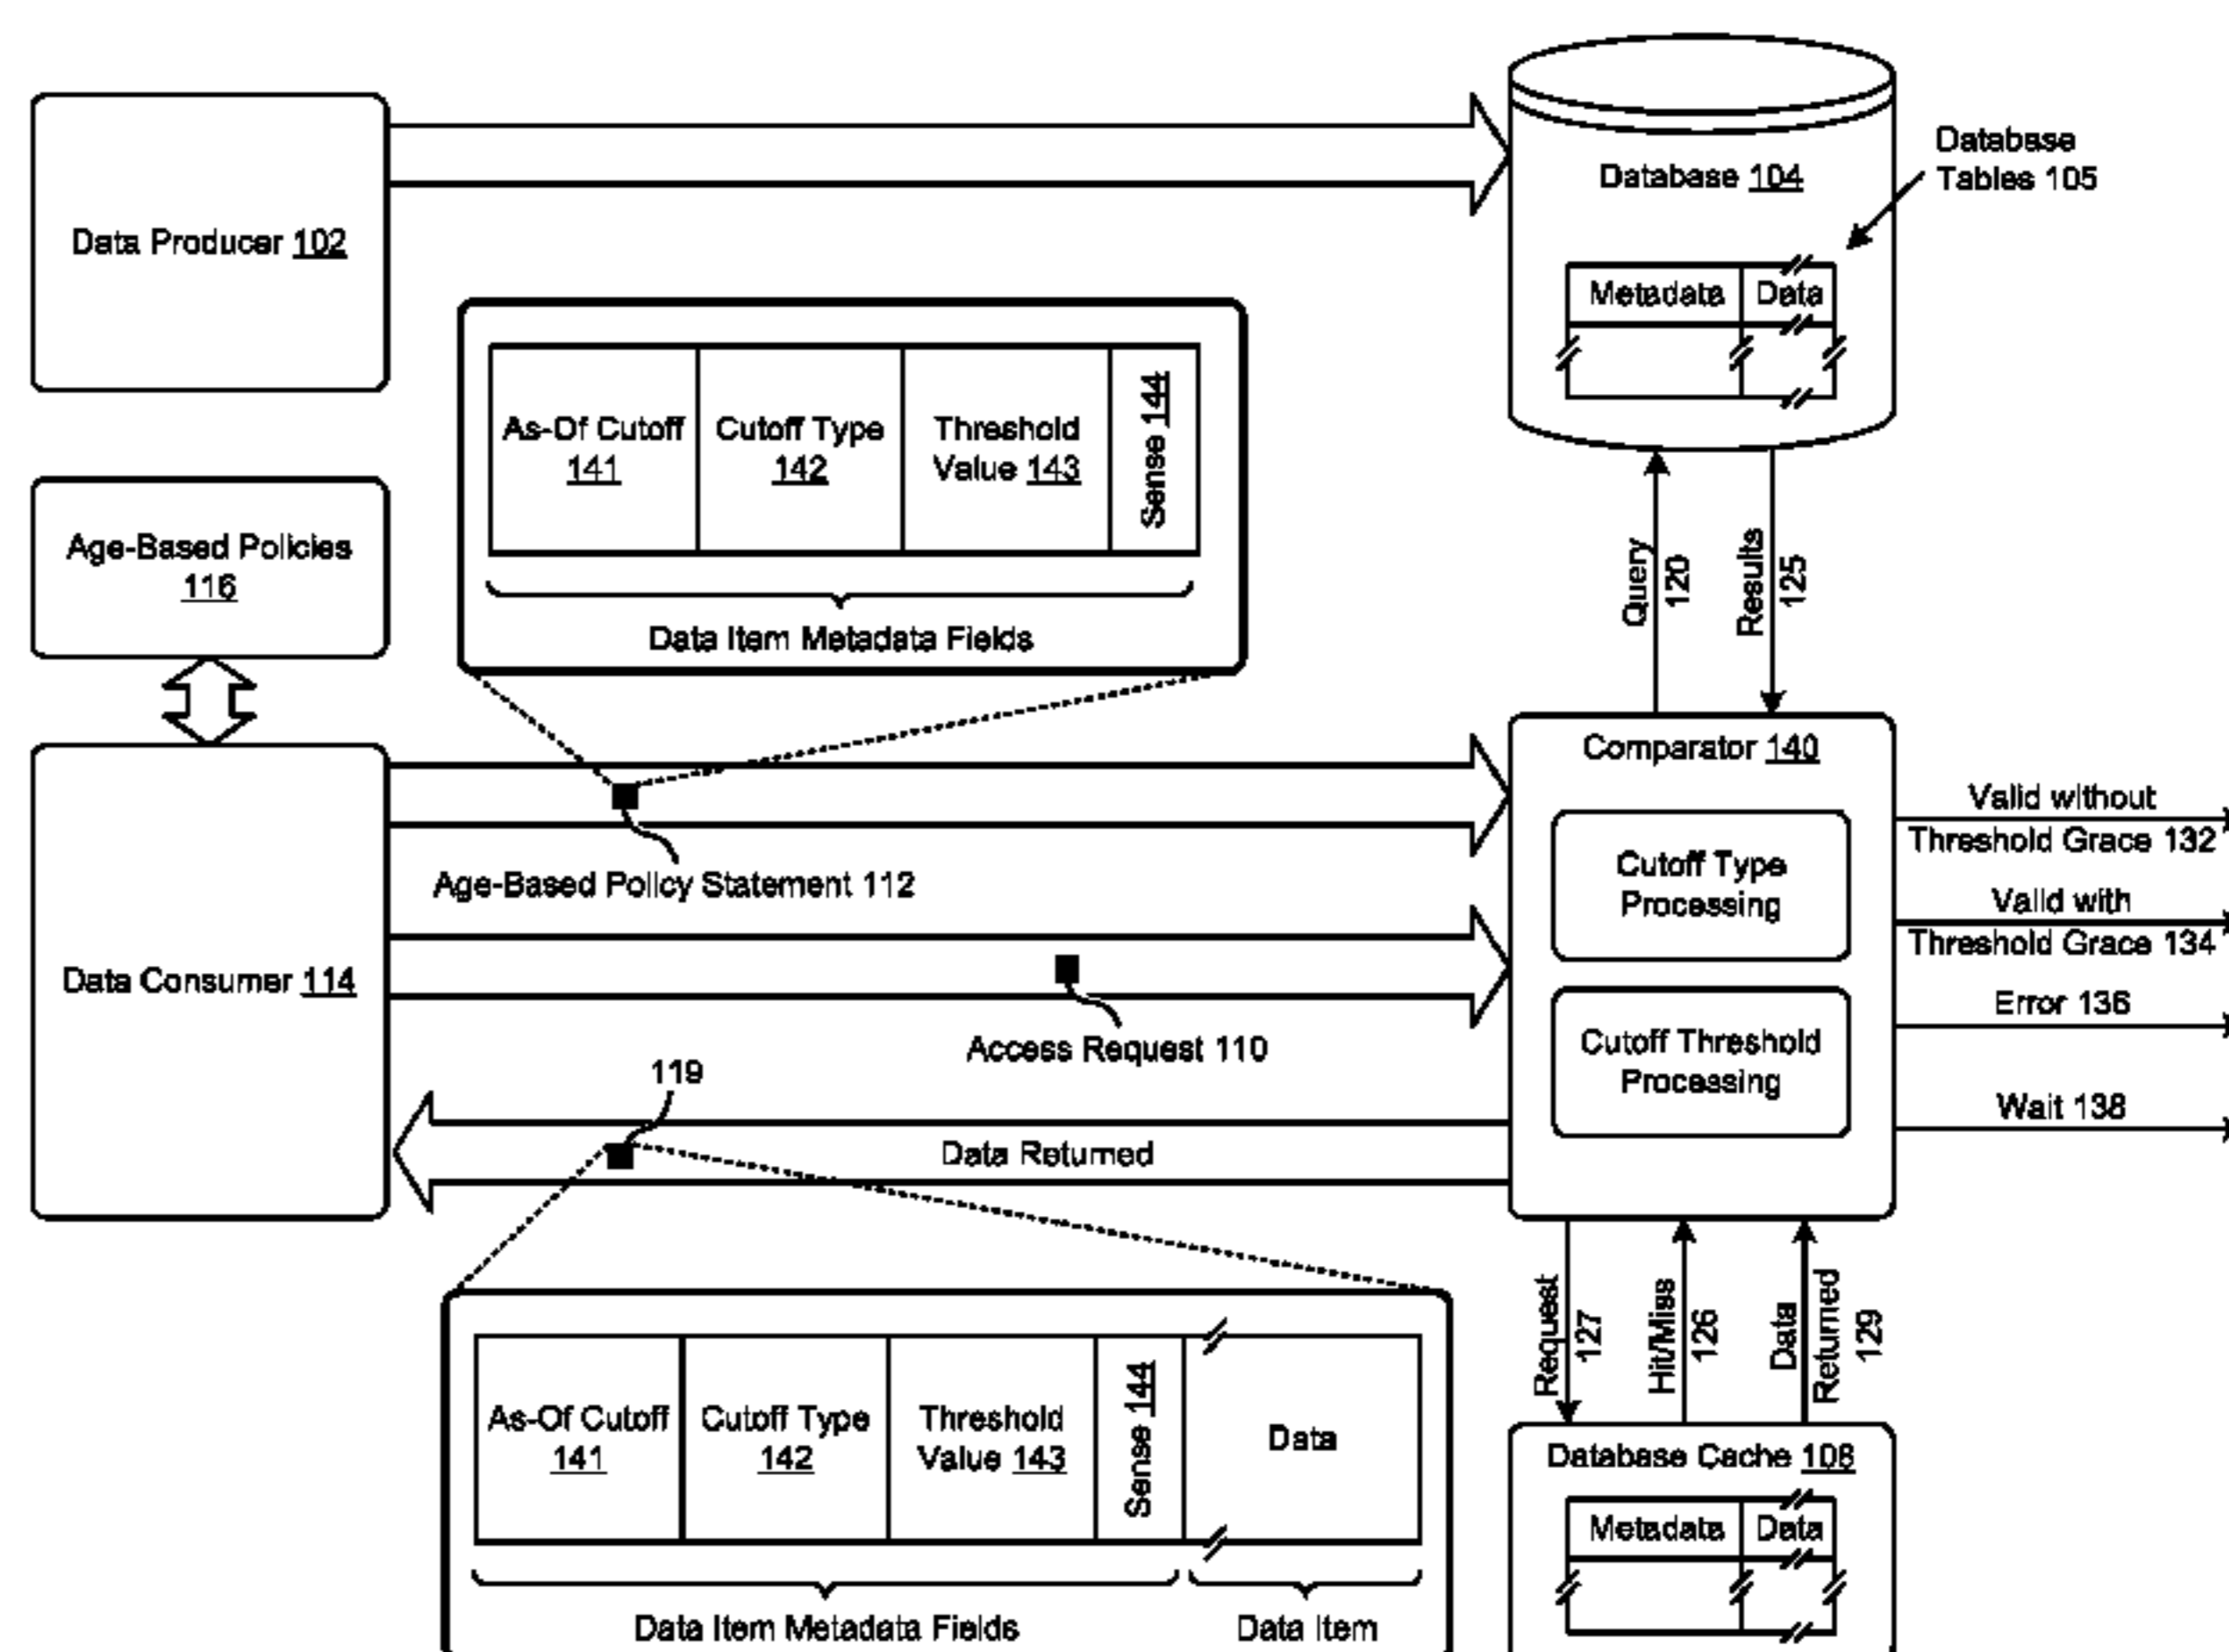 Data Producer 102
Database 104
Database
Tables 105
Metadata
Data
As-Of Cutoff
141
Cutoff Type
142
Threshold
Value 143
Sense 144
Data Item Metadata Fields
Age-Based Policies
116
Query
120
Results
125
Data Consumer 114
Age-Based Policy Statement 112
Access Request 110
119
Data Returned
Comparator 140
Cutoff Type
Processing
Cutoff Threshold
Processing
Valid without
Threshold Grace 132
Valid with
Threshold Grace 134
Error 136
Wait 138
Request
127
Hit/Miss
126
Data
Returned
129
As-Of Cutoff
141
Cutoff Type
142
Threshold
Value 143
Sense 144
Data
Data Item Metadata Fields
Data Item
Database Cache 108
Metadata
Data